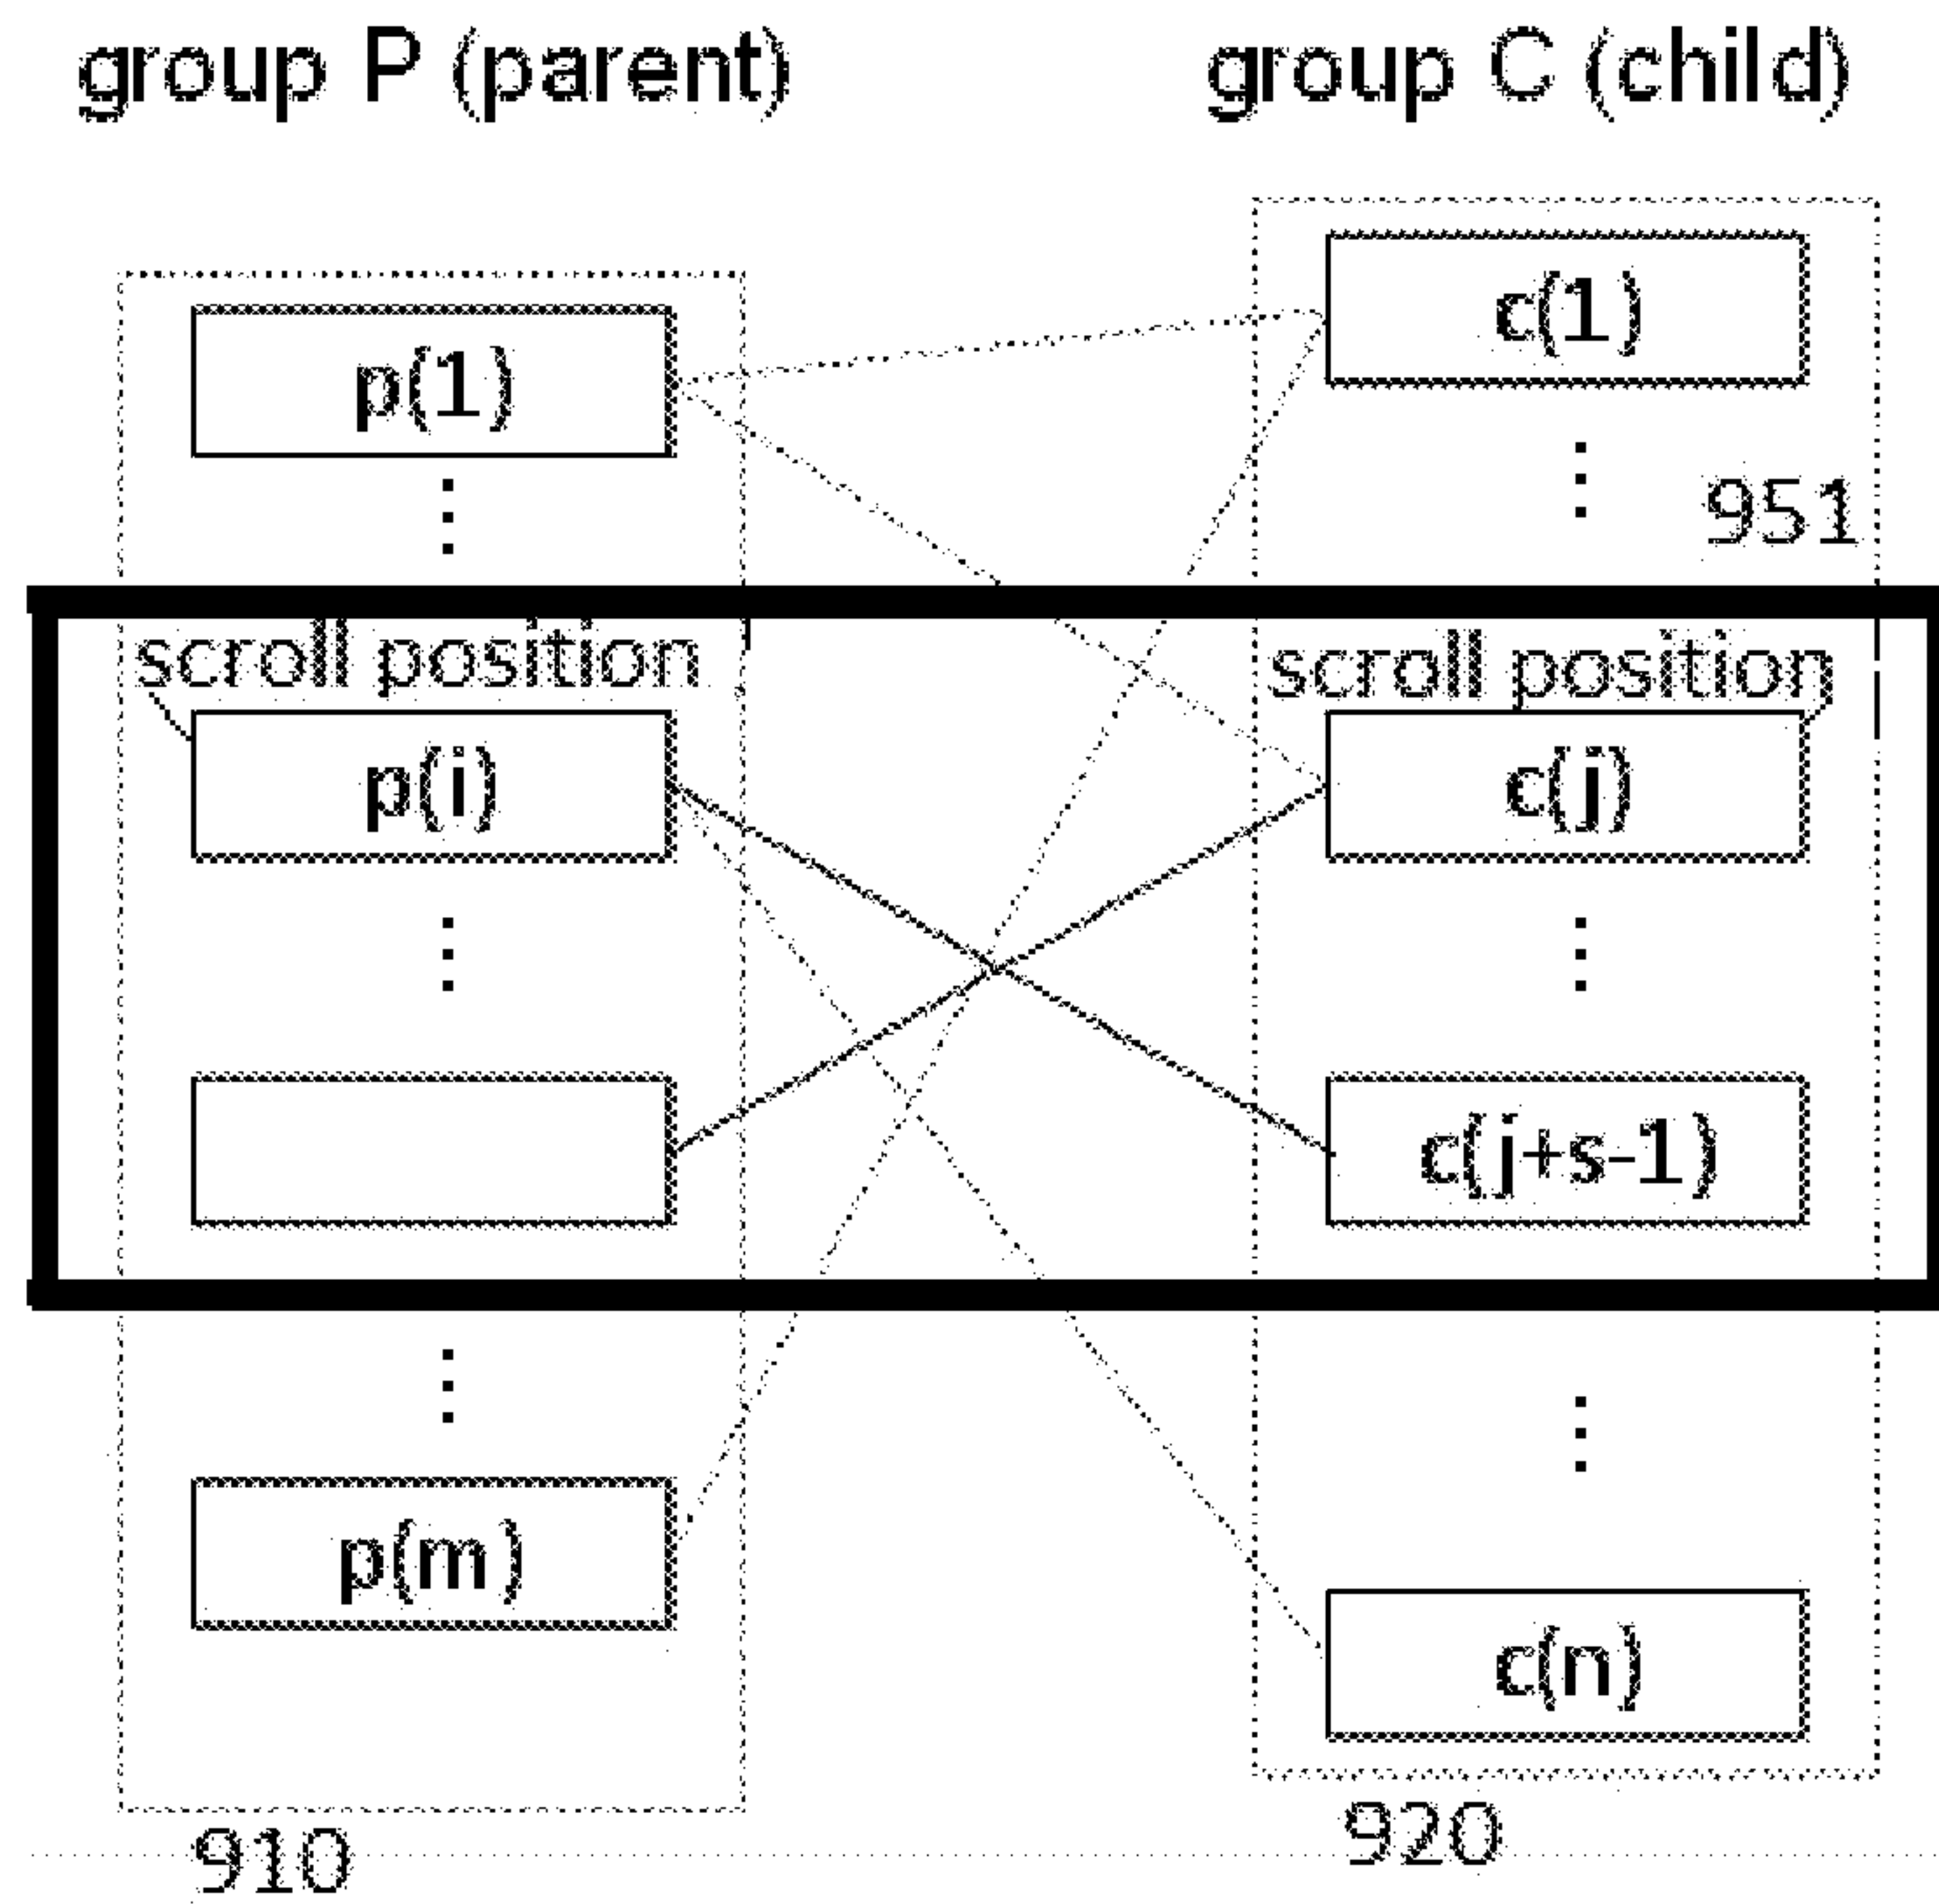 group P (parent) group C (child)
c(1)
p(1)
951
scroll position scroll position
p(i) c(j)
c(j+s-1)
p(m)
c(n)
920
910